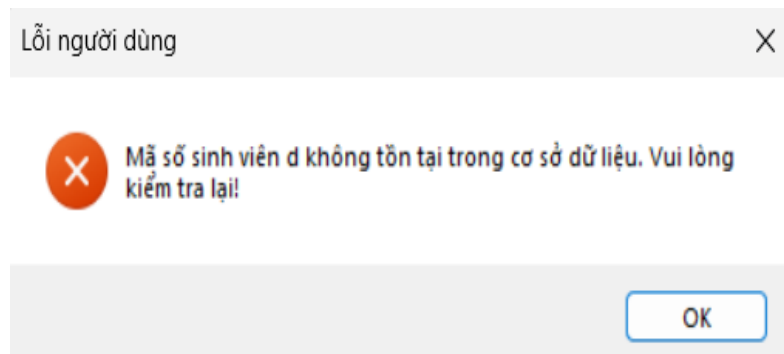 Lỗi người dùng
Mã số sinh viên d không tồn tại trong cơ sở dữ liệu. Vui lòng
kiểm tra lại!
OK